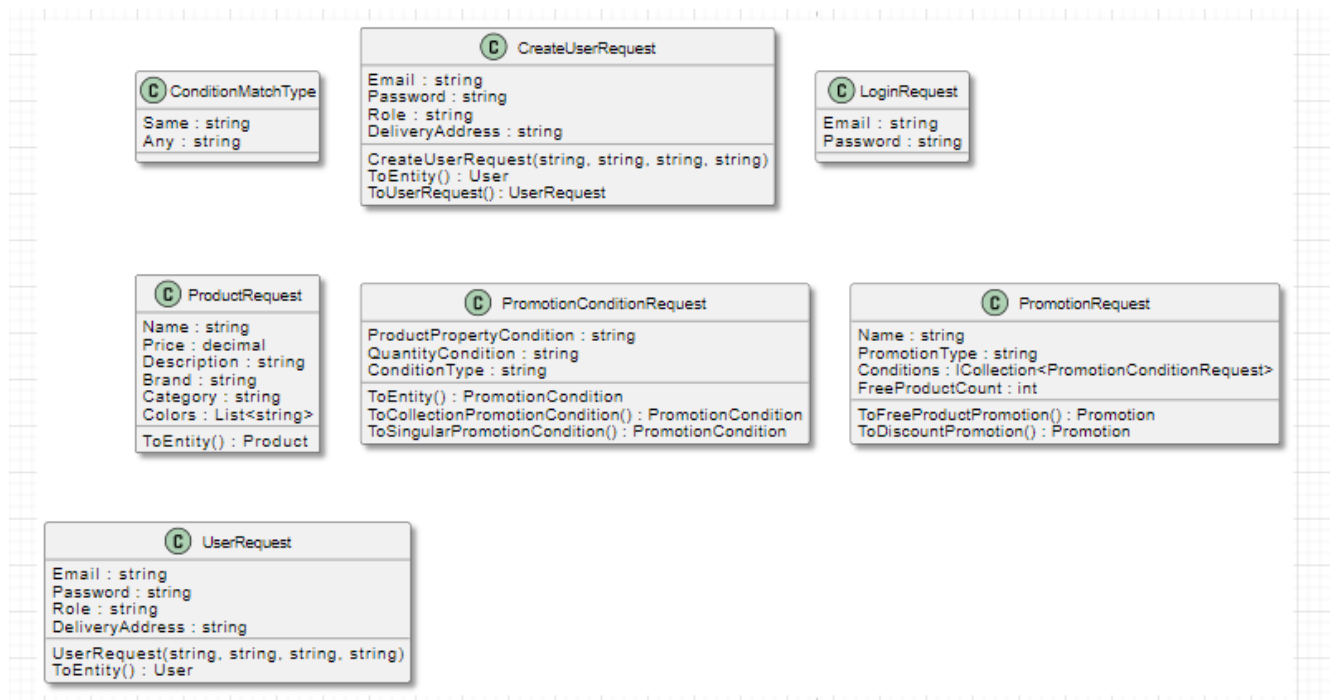 C CreateUserRequest
Email : string
Password : string
Role : string
DeliveryAddress : string
CreateUserRequest(string, string, string, string)
ToEntity() : User
ToUserRequest() : UserRequest
C ConditionMatchType
Same : string
Any : string
C LoginRequest
Email : string
Password : string
C ProductRequest
Name : string
Price : decimal
Description : string
Brand : string
Category : string
Colors : List<string>
ToEntity() : Product
C PromotionConditionRequest
ProductPropertyCondition : string
QuantityCondition : string
ConditionType : string
ToEntity() : PromotionCondition
ToCollectionPromotionCondition() : PromotionCondition
ToSingularPromotionCondition() : PromotionCondition
C PromotionRequest
Name : string
PromotionType : string
Conditions : ICollection<PromotionConditionRequest>
FreeProductCount : int
ToFreeProductPromotion() : Promotion
ToDiscountPromotion() : Promotion
C UserRequest
Email : string
Password : string
Role : string
DeliveryAddress : string
UserRequest(string, string, string, string)
ToEntity() : User